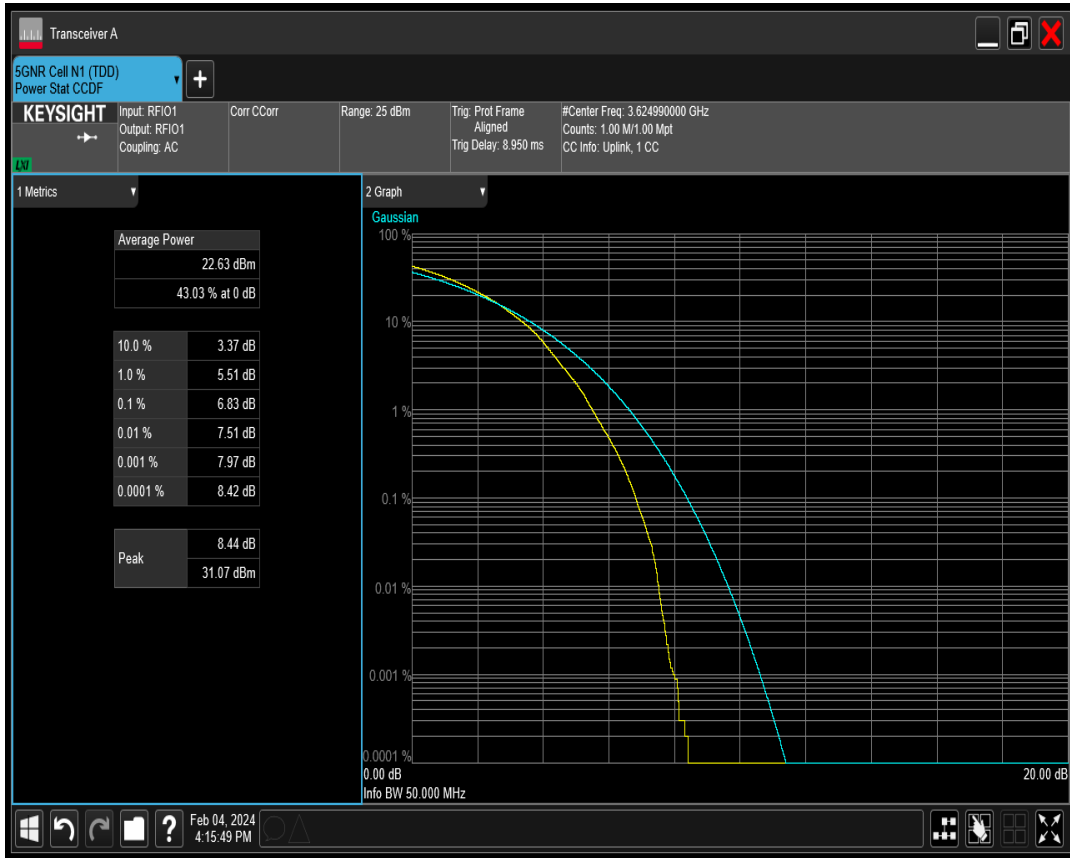 Transceiver A
5GNR Cell N1 (TDD)
Power Stat CCDF
+
KEYSIGHT
LXI
Input: RFIO1
Output: RFIO1
Coupling: AC
Corr CCorr
Range: 25 dBm
Trig: Prot Frame
Aligned
Trig Delay: 8.950 ms
#Center Freq: 3.624990000 GHz
Counts: 1.00 M/1.00 Mpt
CC Info: Uplink, 1 CC
1 Metrics
Average Power
22.63 dBm
43.03 % at 0 dB
10.0 % 3.37 dB
1.0 % 5.51 dB
0.1 % 6.83 dB
0.01 % 7.51 dB
0.001 % 7.97 dB
0.0001 % 8.42 dB
Peak
8.44 dB
31.07 dBm
2 Graph
Gaussian
100 %
10 %
1 %
0.1 %
0.01 %
0.001 %
0.0001 %
0.00 dB 20.00 dB
Info BW 50.000 MHz
?
Feb 04, 2024
4:15:49 PM